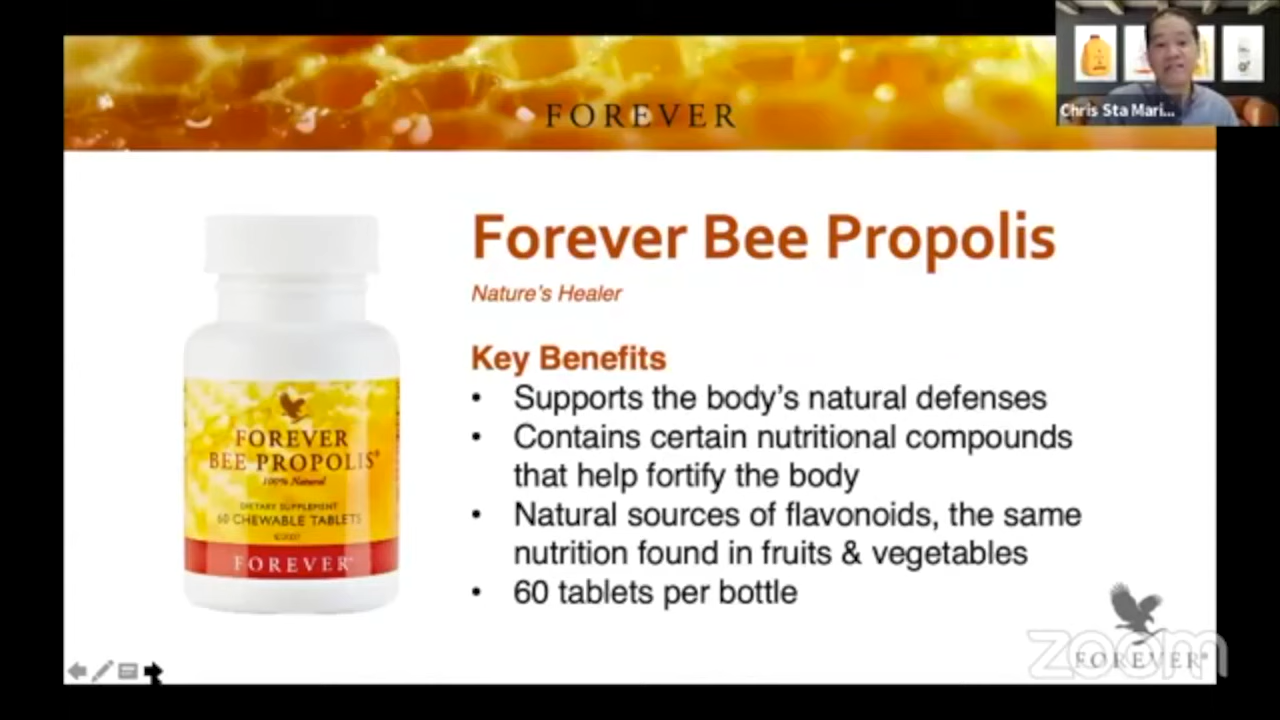 FOREVER
Chris Sta Mari...
Forever Bee Propolis
Nature's Healer
Key Benefits
• Supports the body's natural defenses
• Contains certain nutritional compounds
that help fortify the body
• Natural sources of flavonoids, the same
nutrition found in fruits & vegetables
• 60 tablets per bottle
FOREVER
BEE PROPOLIS®
100% Natural
DIETARY SUPPLEMENT
60 CHEWABLE TABLETS
FOREVER®
zoom
FOREVER®